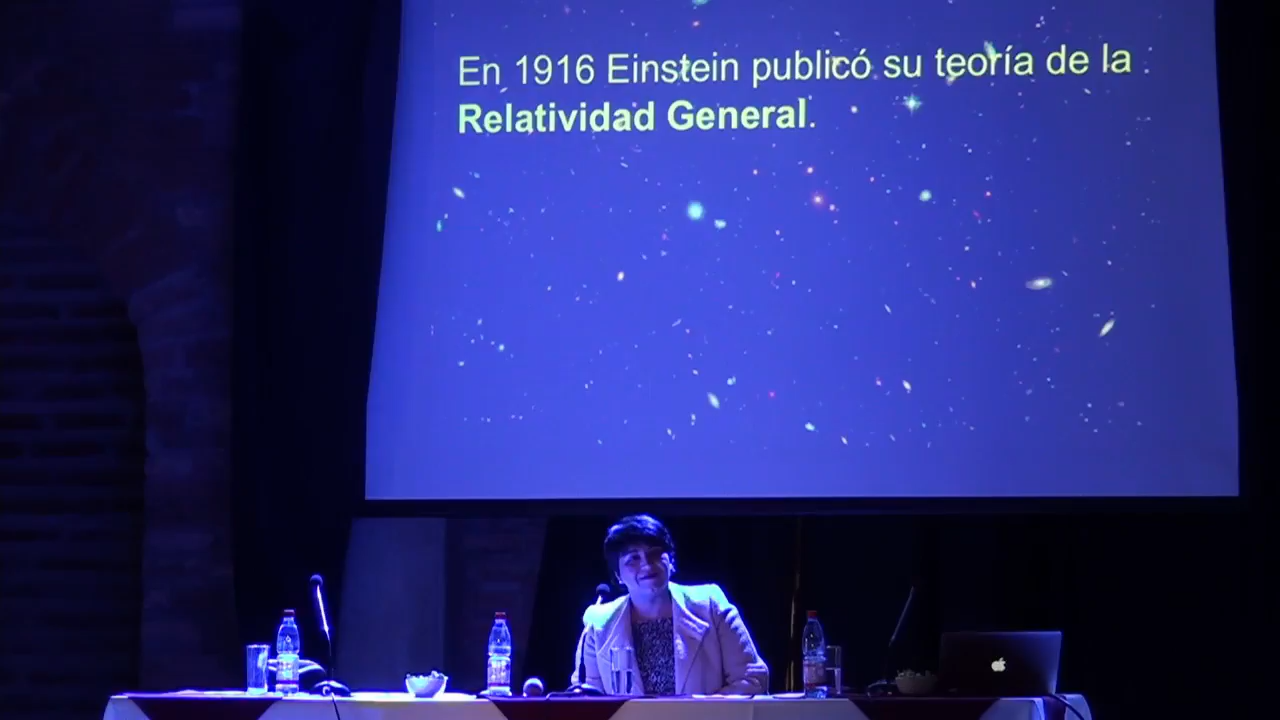 En 1916 Einstein publicó su teoría de la
Relatividad General.